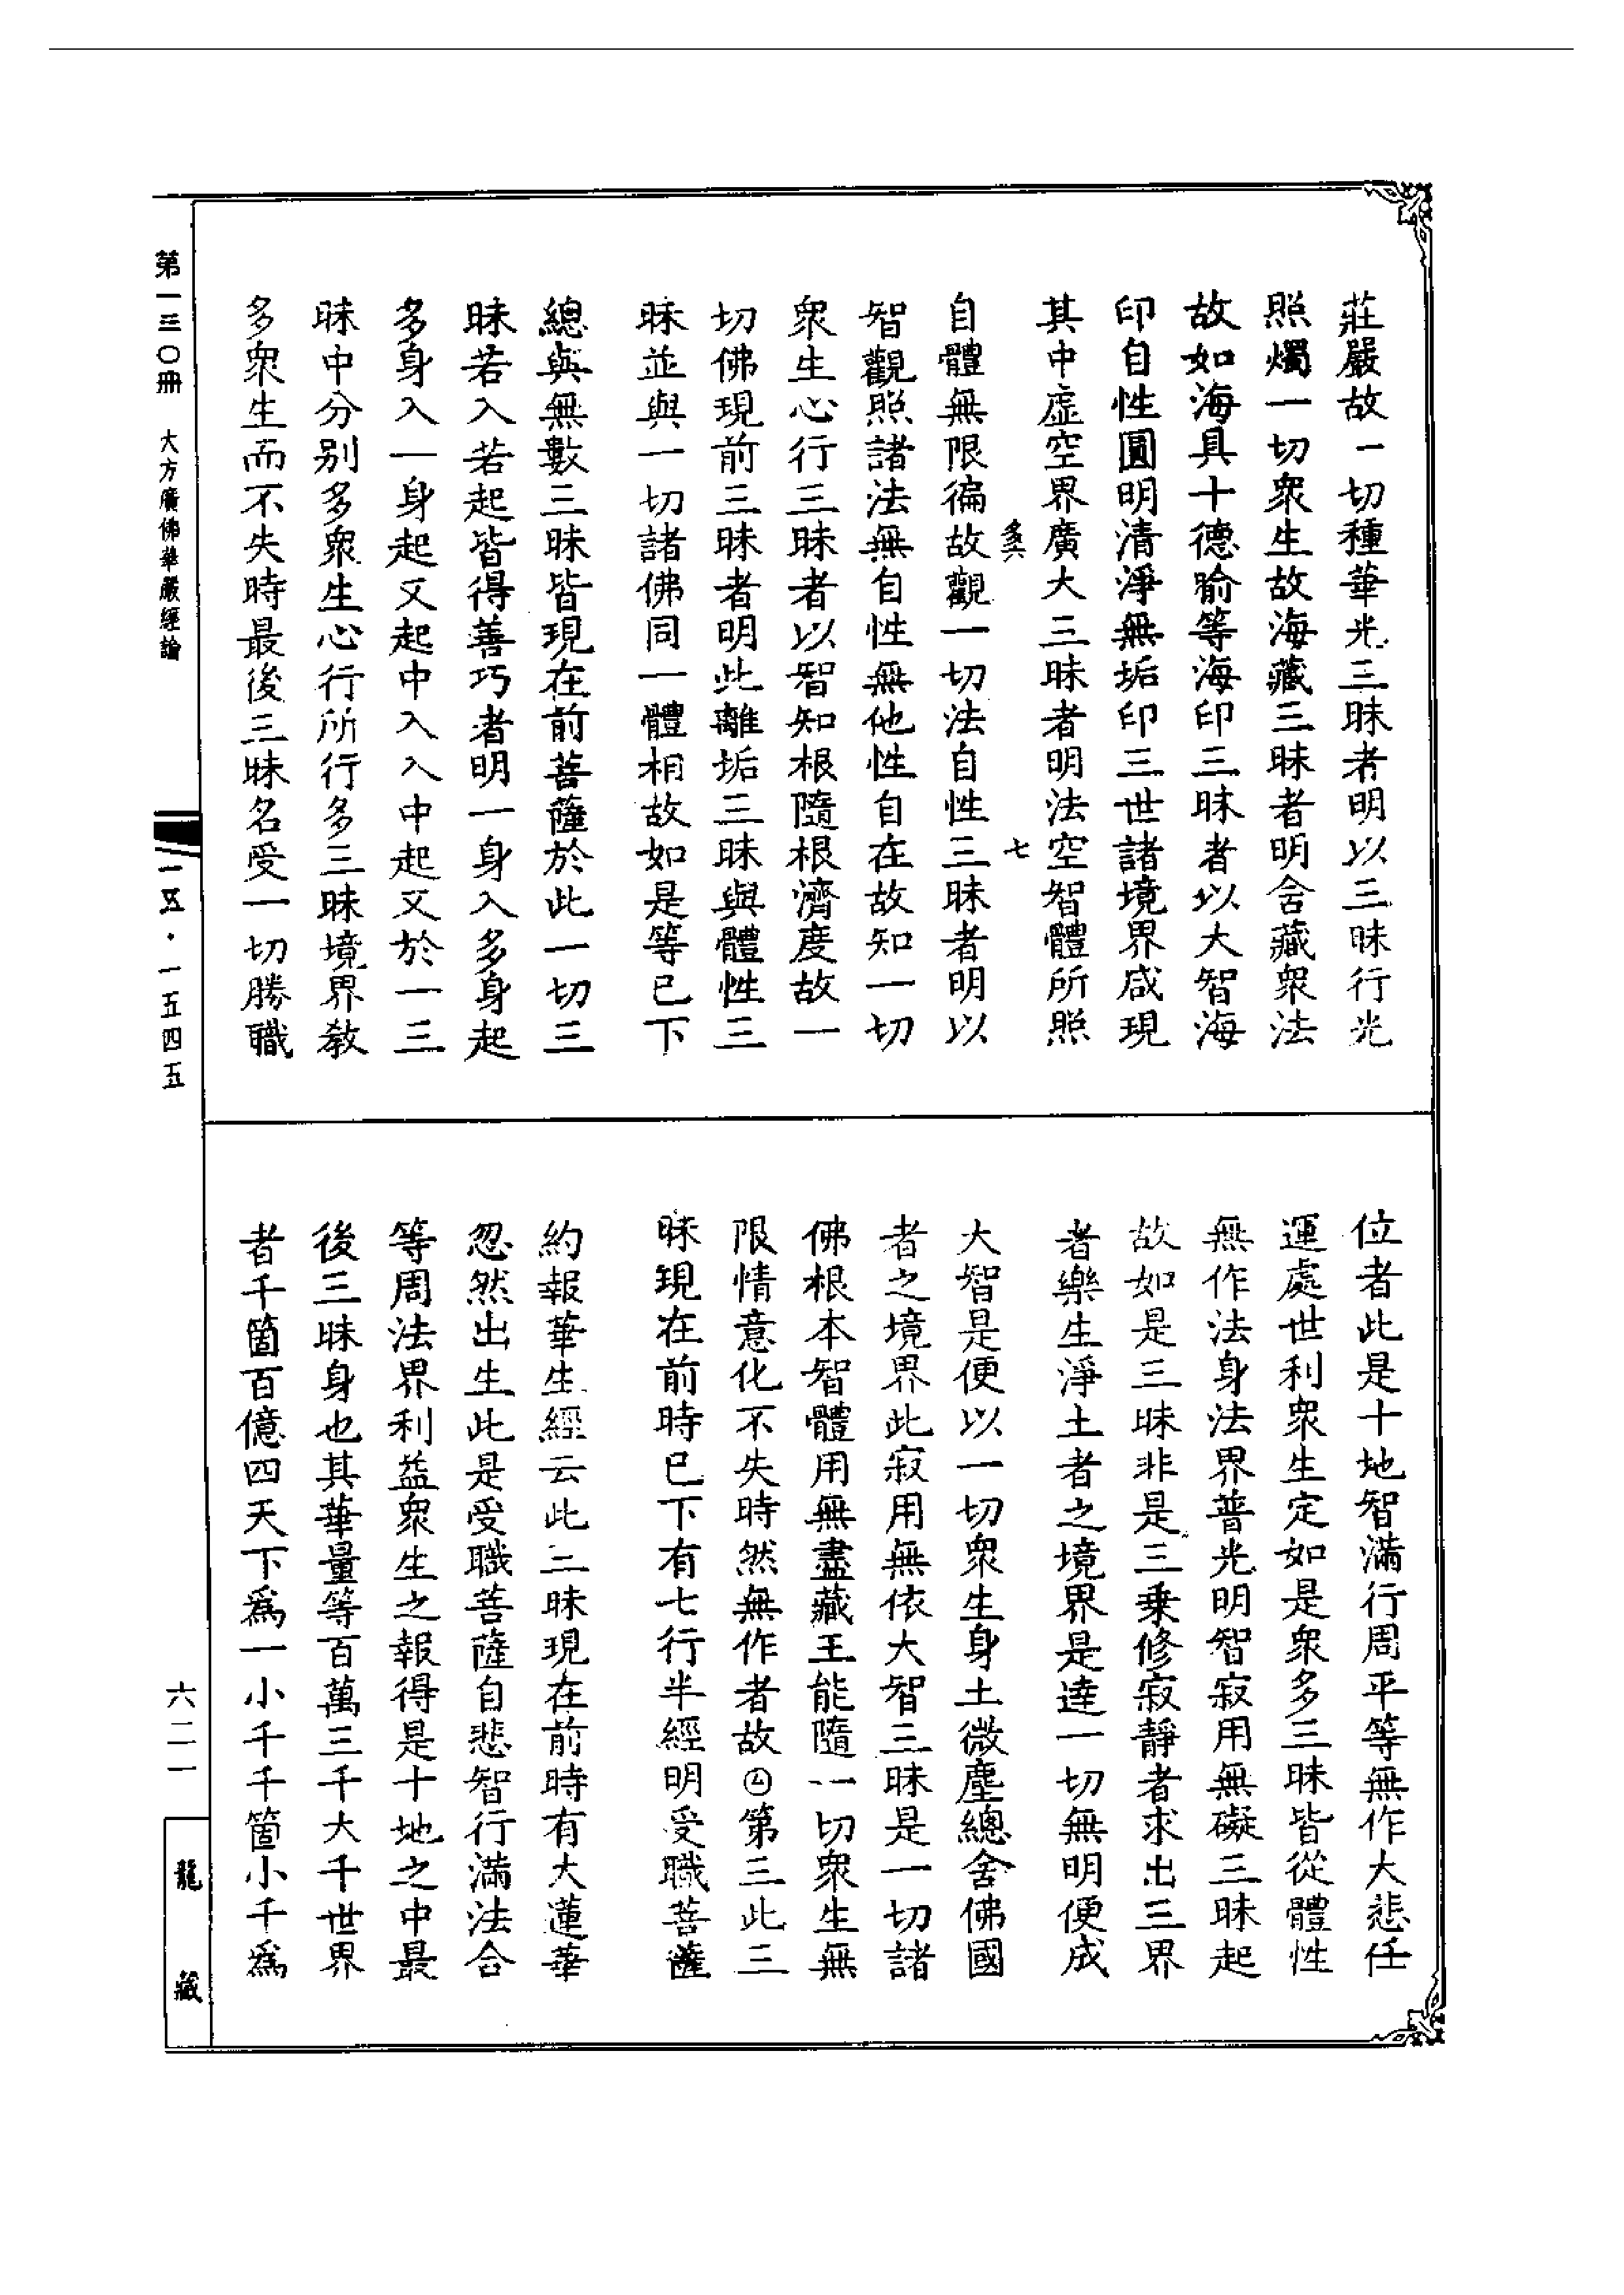 莊嚴故一切種華光三昧者明以三昧行光
照燭一切衆生故海藏三昧者明含藏衆法
故如海具十德喻等海印三昧者以大智海
印自性圓明清淨無垢印三世諸境界咸現
其中虛空界廣大三昧者明法空智體所照
多六 七
自體無限徧故觀一切法自性三昧者明以
智觀照諸法無自性無他性自在故知一切
衆生心行三昧者以智知根隨根濟度故一
切佛現前三昧者明此離垢三昧與體性三
昧並與一切諸佛同一體相故如是等已下
總與無數三昧皆現在前菩薩於此一切三
昧若入若起皆得善巧者明一身入多身起
多身入一身起又起中入入中起又於一三
昧中分別多衆生心行所行多三昧境界教
多衆生而不失時最後三昧名受一切勝職
位者此是十地智滿行周平等無作大悲任
運處世利衆生定如是衆多三昧皆從體性
無作法身法界普光明智寂用無礙三昧起
故如是三昧非是三乗修寂靜者求出三界
者樂生淨土者之境界是達一切無明便成
大智是便以一切衆生身土微塵總含佛國
者之境界此寂用無依大智三昧是一切諸
佛根本智體用無盡藏王能隨一切衆生無
限情意化不失時然無作者故㊁第三此三
昧現在前時已下有七行半經明受職菩薩
約報華生經云此三昧現在前時有大蓮華
忽然出生此是受職菩薩自悲智行滿法合
等周法界利益衆生之報得是十地之中最
後三昧身也其華量等百萬三千大千世界
者千箇百億四天下爲一小千千箇小千爲
第一三〇冊 大方廣佛華嚴經論
一五·一五四五
六二一
龍藏